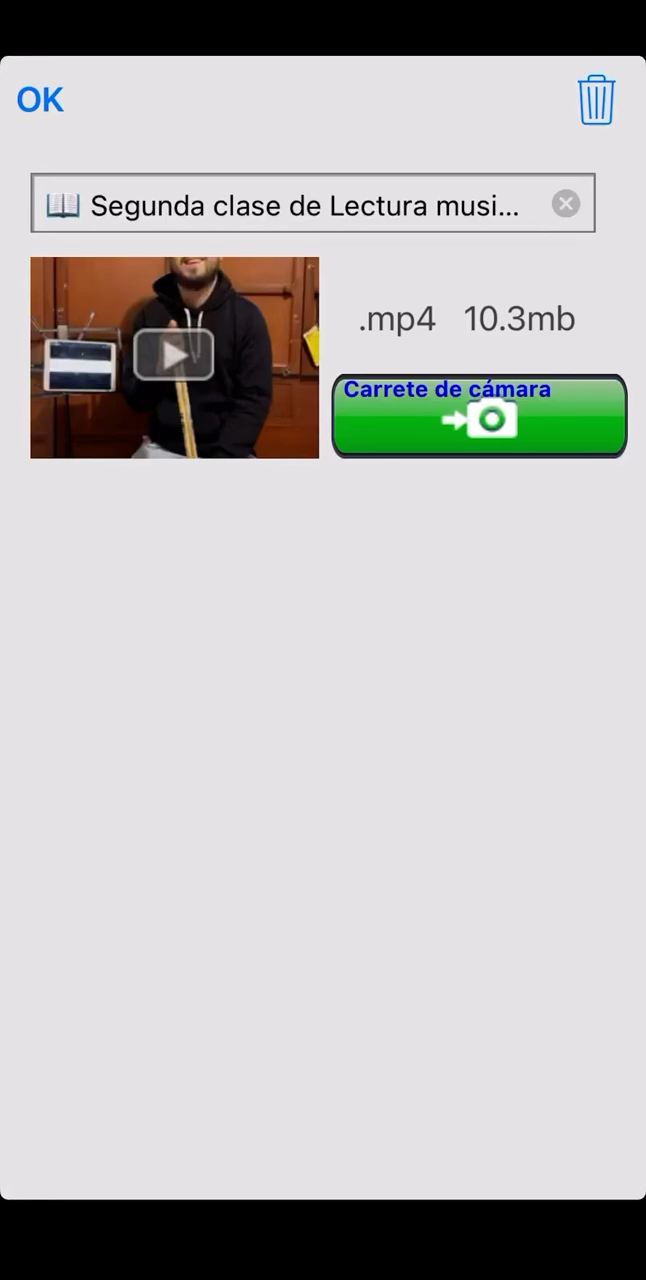 OK
📖 Segunda clase de Lectura musi...
.mp4 10.3mb
Carrete de cámara